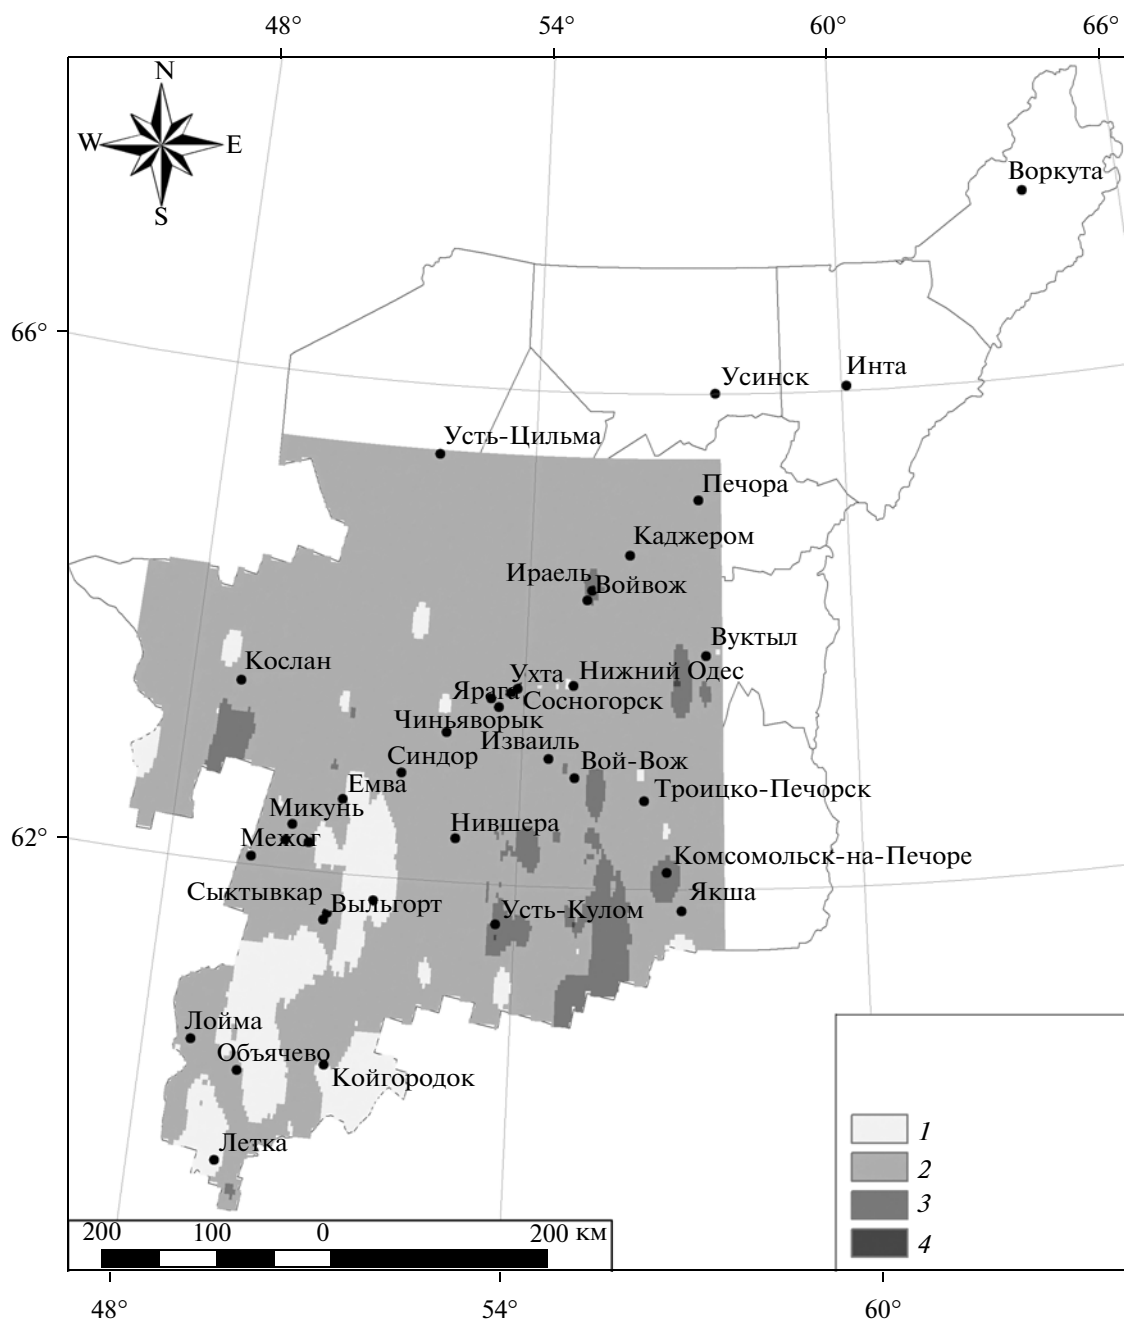 48° 54° 60° 66°
N
W E
S
Воркута
66°
Усинск
Инта
Усть-Цильма
Печора
Каджером
Ираель
Войвож
Вуктыл
Кослан
Ухта
Нижний Одес
Ярега
Сосногорск
Чиньяворык
Изваиль
Синдор
Вой-Вож
Емва
Троицко-Печорск
Микунь
62°
Межог
Нившера
Комсомольск-на-Печоре
Сыктывкар
Выльгорт
Усть-Кулом
Якша
Лойма
Объячево
Койгородок
Летка
1
2
3
4
200 100 0 200 км
48° 54° 60°